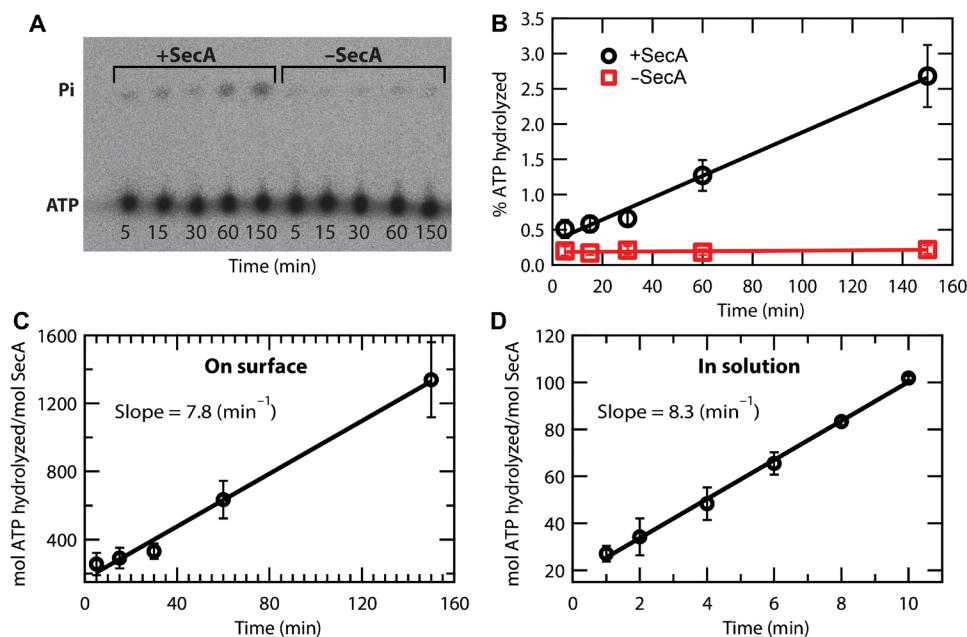 A
+SecA
–SecA
Pi
ATP
5 15 30 60 150 5 15 30 60 150
Time (min)
B
+SecA
–SecA
% ATP hydrolyzed
3.5
3.0
2.5
2.0
1.5
1.0
0.5
0.0
0 20 40 60 80 100 120 140 160
Time (min)
C
On surface
Slope = 7.8 (min⁻¹)
mol ATP hydrolyzed/mol SecA
1600
1200
800
400
0 40 80 120 160
Time (min)
D
In solution
Slope = 8.3 (min⁻¹)
mol ATP hydrolyzed/mol SecA
120
100
80
60
40
20
0 2 4 6 8 10
Time (min)